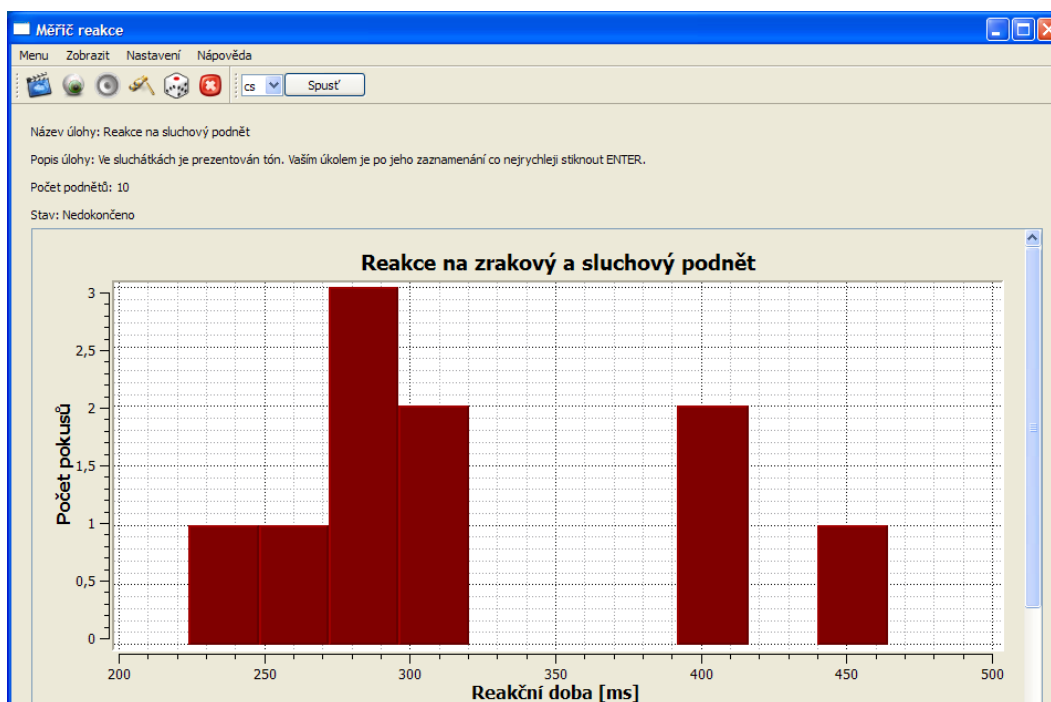 Měřič reakce
Menu Zobrazit Nastavení Nápověda
cs Spusť
Název úlohy: Reakce na sluchový podnět
Popis úlohy: Ve sluchátkách je prezentován tón. Vaším úkolem je po jeho zaznamenání co nejrychleji stiknout ENTER.
Počet podnětů: 10
Stav: Nedokončeno
Reakce na zrakový a sluchový podnět
Počet pokusů
3
2,5
2
1,5
1
0,5
0
200 250 300 350 400 450 500
Reakční doba [ms]